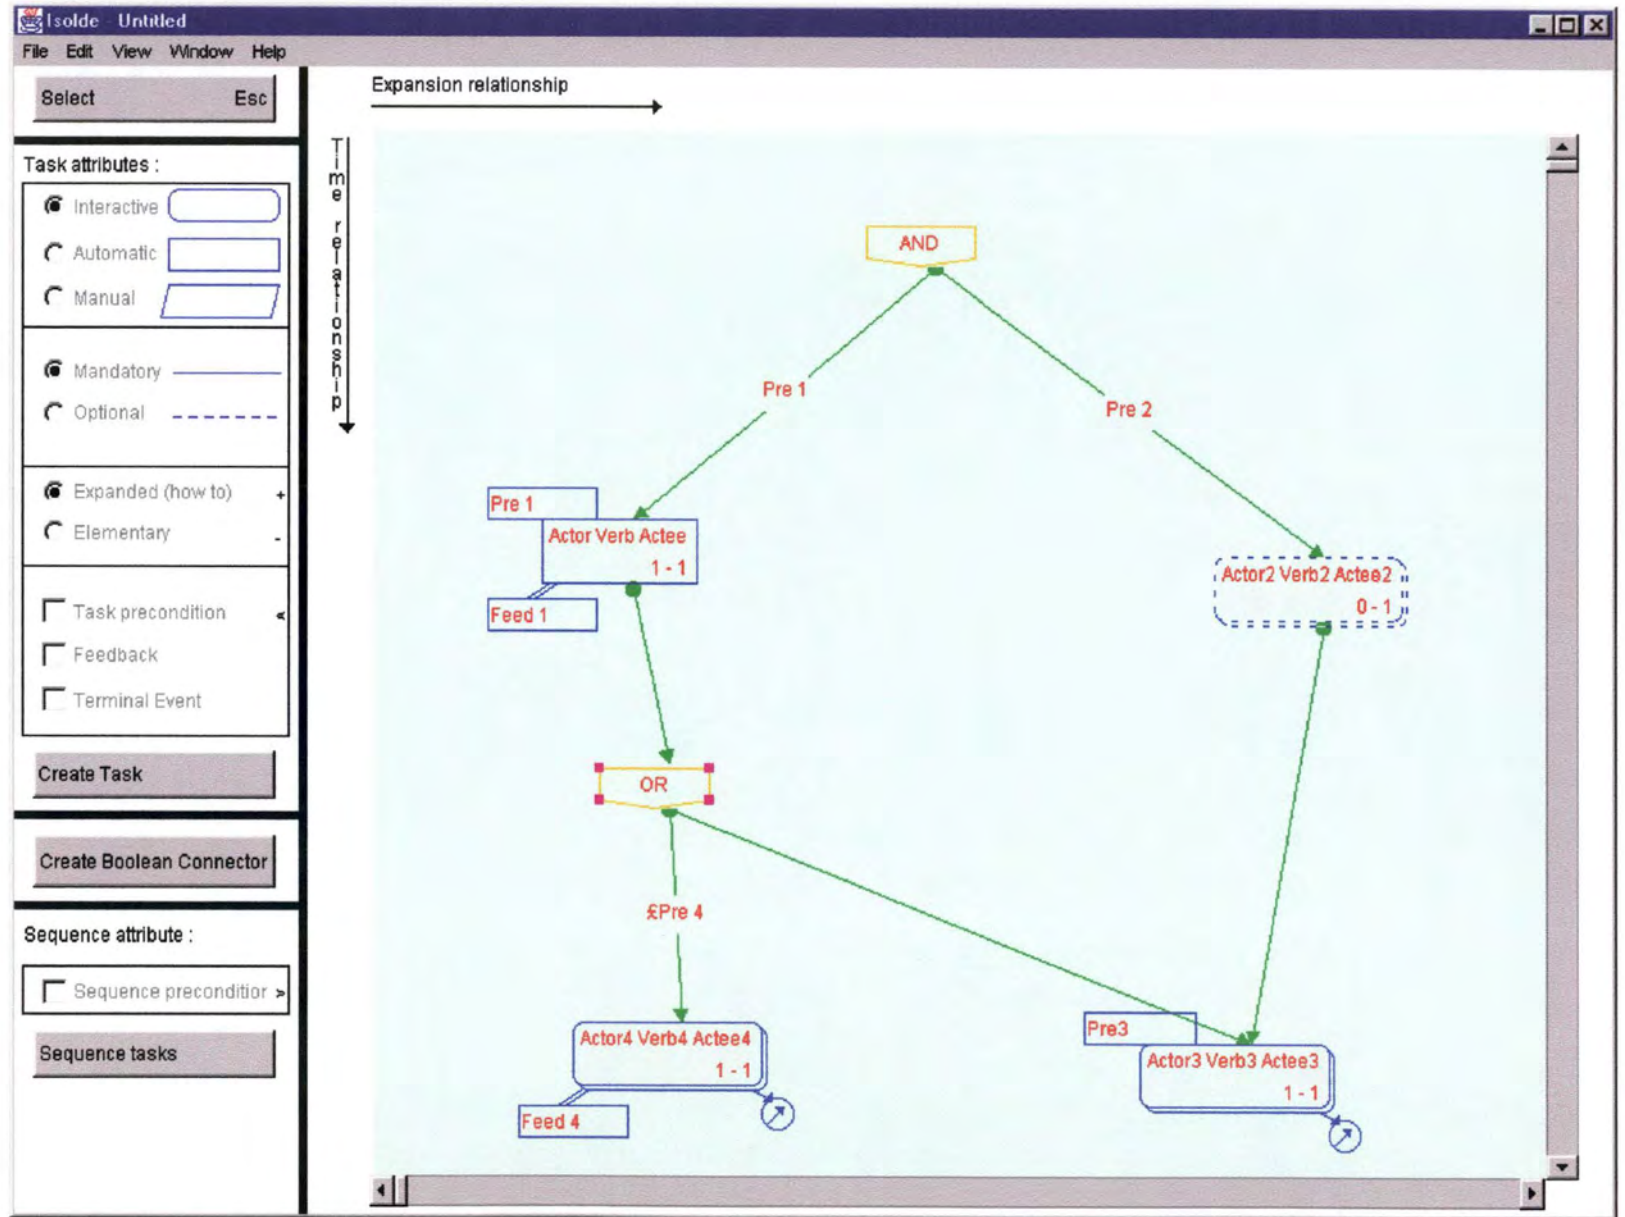 Isolde - Untitled
File Edit View Window Help
Select Esc
Expansion relationship
Time relationship
Task attributes :
Interactive
Automatic
Manual
Mandatory
Optional
Expanded (how to) +
Elementary -
Task precondition <
Feedback
Terminal Event
Create Task
Create Boolean Connector
Sequence attribute :
Sequence precondition >
Sequence tasks
AND
Pre 1
Pre 2
Pre 1
Actor Verb Actee
1 - 1
Feed 1
Actor2 Verb2 Actee2
0 - 1
OR
£Pre 4
Actor4 Verb4 Actee4
1 - 1
Feed 4
Pre3
Actor3 Verb3 Actee3
1 - 1